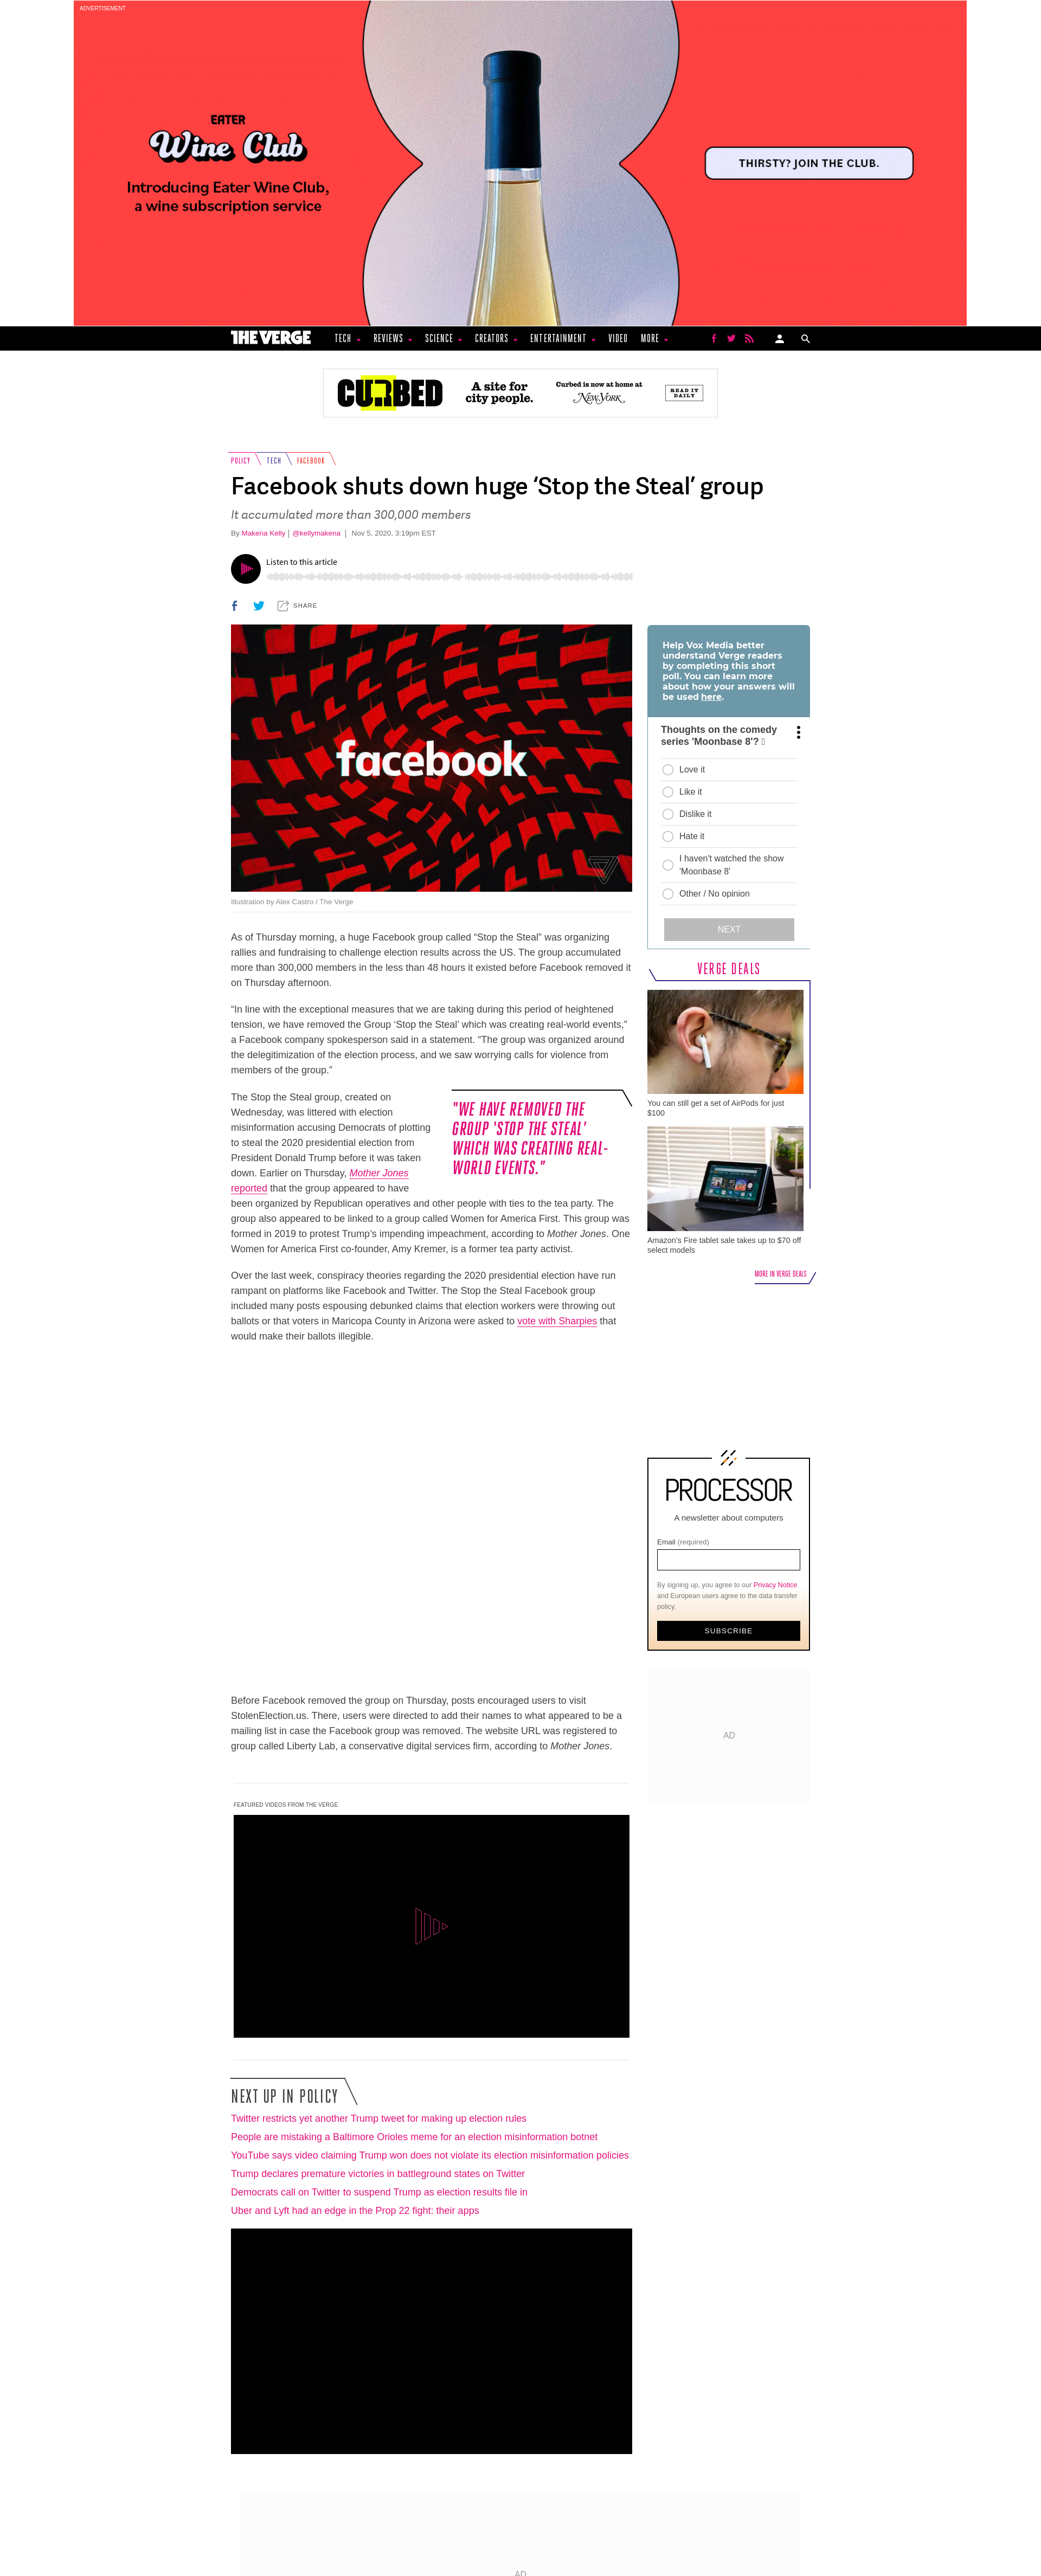 ADVERTISEMENT
EATER
Wine Club
Introducing Eater Wine Club,
a wine subscription service
THIRSTY? JOIN THE CLUB.
THE VERGE
TECH
REVIEWS
SCIENCE
CREATORS
ENTERTAINMENT
VIDEO
MORE
CURBED
A site for
city people.
Curbed is now at home at
New York
READ IT
DAILY
POLICY
TECH
FACEBOOK
Facebook shuts down huge ‘Stop the Steal’ group
It accumulated more than 300,000 members
By Makena Kelly | @kellymakena | Nov 5, 2020, 3:19pm EST
Listen to this article
SHARE
facebook
Illustration by Alex Castro / The Verge
As of Thursday morning, a huge Facebook group called “Stop the Steal” was organizing
rallies and fundraising to challenge election results across the US. The group accumulated
more than 300,000 members in the less than 48 hours it existed before Facebook removed it
on Thursday afternoon.
“In line with the exceptional measures that we are taking during this period of heightened
tension, we have removed the Group ‘Stop the Steal’ which was creating real-world events,”
a Facebook company spokesperson said in a statement. “The group was organized around
the delegitimization of the election process, and we saw worrying calls for violence from
members of the group.”
The Stop the Steal group, created on
Wednesday, was littered with election
misinformation accusing Democrats of plotting
to steal the 2020 presidential election from
President Donald Trump before it was taken
down. Earlier on Thursday, Mother Jones
reported that the group appeared to have
"WE HAVE REMOVED THE
GROUP 'STOP THE STEAL'
WHICH WAS CREATING REAL-
WORLD EVENTS.”
been organized by Republican operatives and other people with ties to the tea party. The
group also appeared to be linked to a group called Women for America First. This group was
formed in 2019 to protest Trump’s impending impeachment, according to Mother Jones. One
Women for America First co-founder, Amy Kremer, is a former tea party activist.
Over the last week, conspiracy theories regarding the 2020 presidential election have run
rampant on platforms like Facebook and Twitter. The Stop the Steal Facebook group
included many posts espousing debunked claims that election workers were throwing out
ballots or that voters in Maricopa County in Arizona were asked to vote with Sharpies that
would make their ballots illegible.
Before Facebook removed the group on Thursday, posts encouraged users to visit
StolenElection.us. There, users were directed to add their names to what appeared to be a
mailing list in case the Facebook group was removed. The website URL was registered to
group called Liberty Lab, a conservative digital services firm, according to Mother Jones.
FEATURED VIDEOS FROM THE VERGE
NEXT UP IN POLICY
Twitter restricts yet another Trump tweet for making up election rules
People are mistaking a Baltimore Orioles meme for an election misinformation botnet
YouTube says video claiming Trump won does not violate its election misinformation policies
Trump declares premature victories in battleground states on Twitter
Democrats call on Twitter to suspend Trump as election results file in
Uber and Lyft had an edge in the Prop 22 fight: their apps
Help Vox Media better
understand Verge readers
by completing this short
poll. You can learn more
about how your answers will
be used here.
Thoughts on the comedy
series 'Moonbase 8'?
Love it
Like it
Dislike it
Hate it
I haven't watched the show
'Moonbase 8'
Other / No opinion
NEXT
VERGE DEALS
You can still get a set of AirPods for just
$100
Amazon’s Fire tablet sale takes up to $70 off
select models
MORE IN VERGE DEALS
PROCESSOR
A newsletter about computers
Email (required)
By signing up, you agree to our Privacy Notice
and European users agree to the data transfer
policy.
SUBSCRIBE
AD
AD